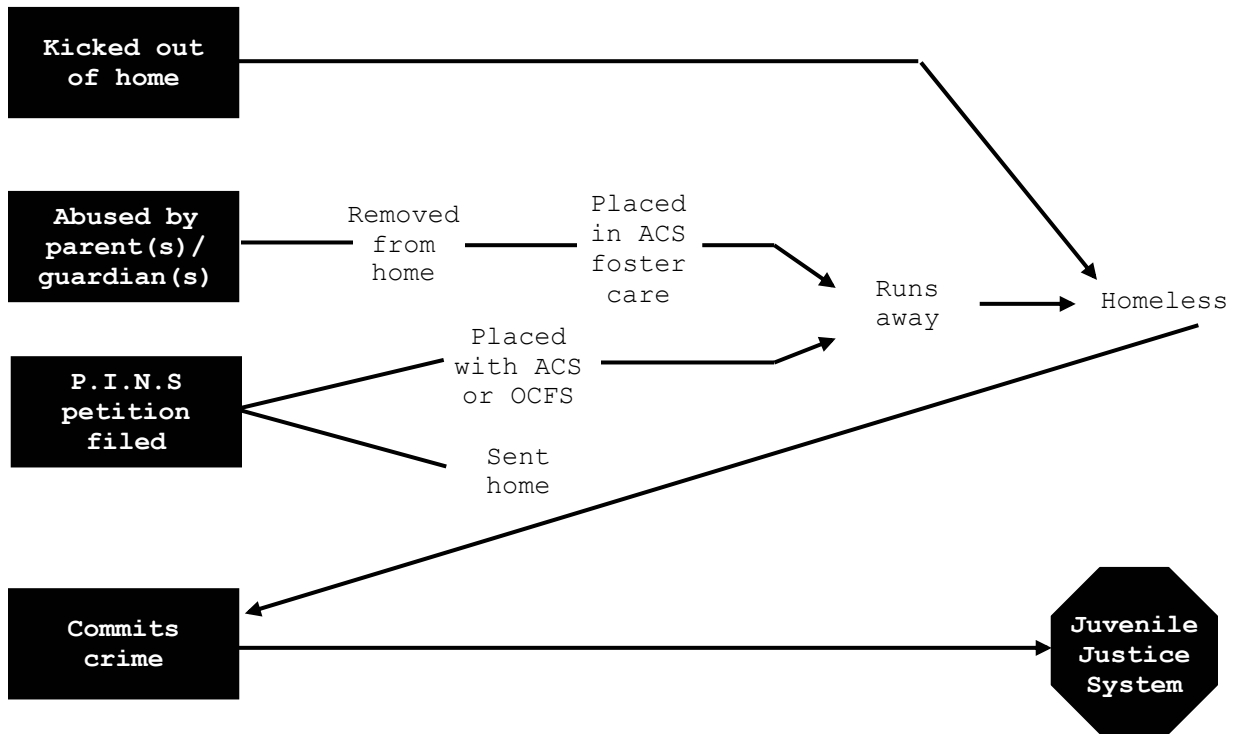 Kicked out
of home
Abused by
parent(s)/
guardian(s)
Removed
from
home
Placed
in ACS
foster
care
Runs
away
Homeless
P.I.N.S
petition
filed
Placed
with ACS
or OCFS
Sent
home
Commits
crime
Juvenile
Justice
System